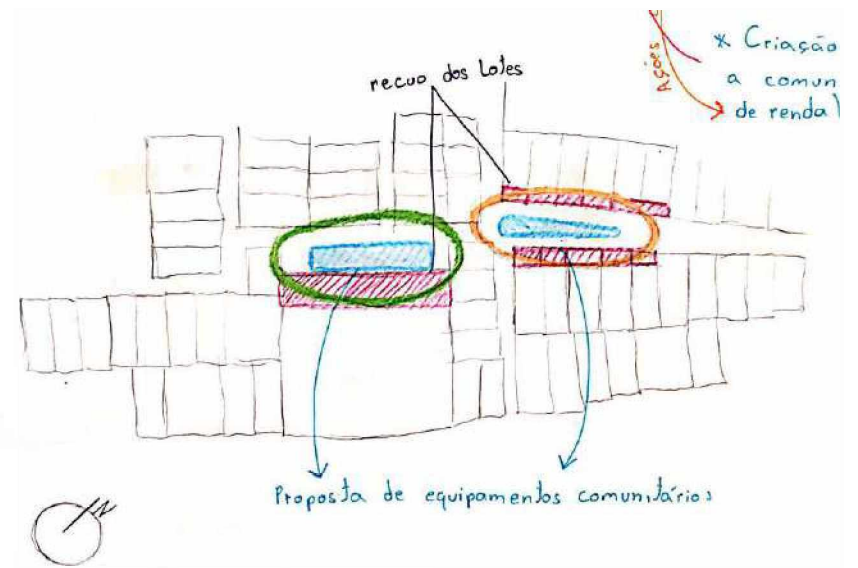 * Criação
a comun
de renda)
Ações
recuo dos Lotes
Proposta de equipamentos comunitários
N